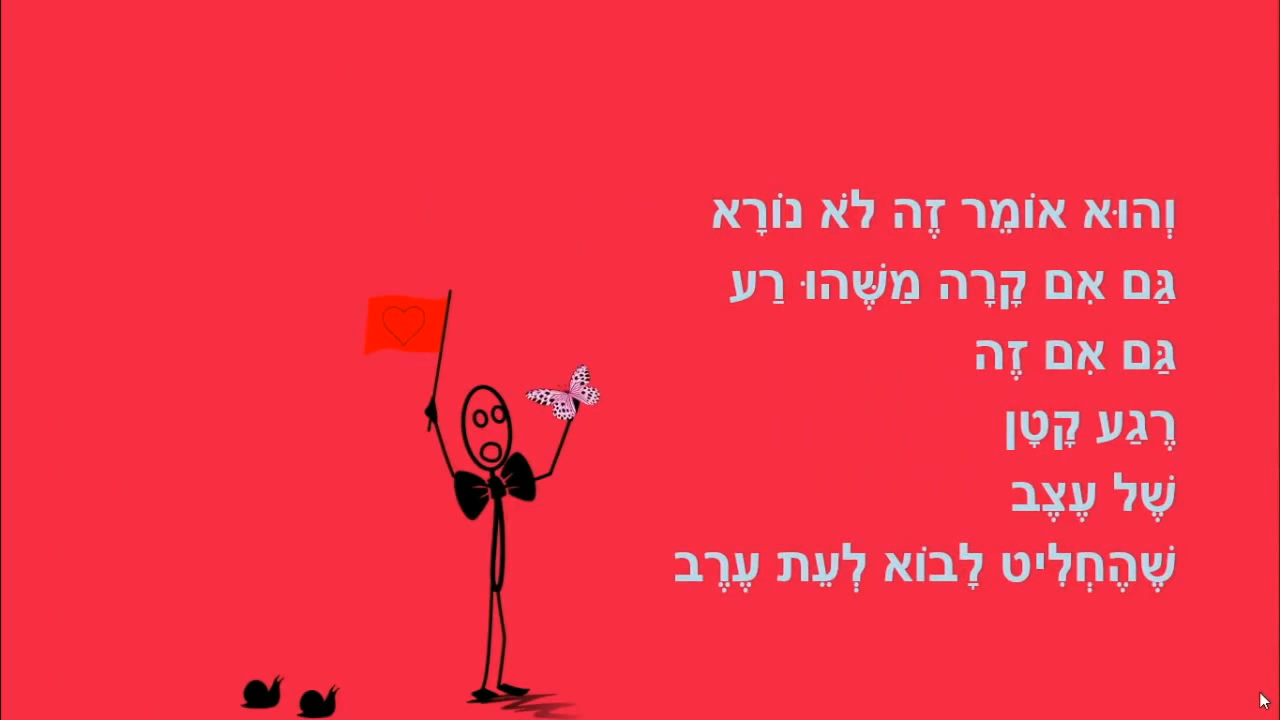 וְהוּא אוֹמֵר זֶה לֹא נוֹרָא
גַּם אִם קָרָה מַשֶּׁהוּ רַע
גַּם אִם זֶה
רֶגַע קָטָן
שֶׁל עֶצֶב
שֶׁהֶחְלִיט לָבוֹא לְעֵת עֶרֶב